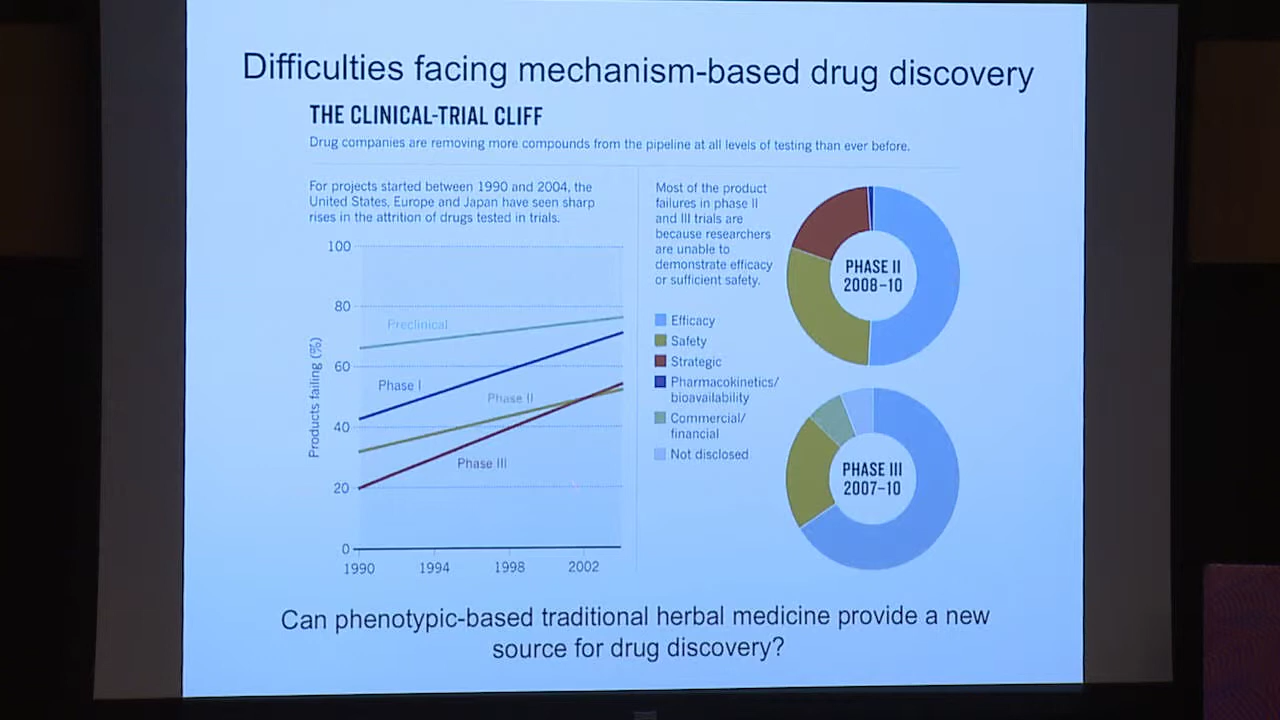 Difficulties facing mechanism-based drug discovery
THE CLINICAL-TRIAL CLIFF
Drug companies are removing more compounds from the pipeline at all levels of testing than ever before.
For projects started between 1990 and 2004, the
United States, Europe and Japan have seen sharp
rises in the attrition of drugs tested in trials.
100
80
60
40
20
0
Products failing (%)
Preclinical
Phase I
Phase II
Phase III
1990
1994
1998
2002
Most of the product
failures in phase II
and III trials are
because researchers
are unable to
demonstrate efficacy
or sufficient safety.
Efficacy
Safety
Strategic
Pharmacokinetics/
bioavailability
Commercial/
financial
Not disclosed
PHASE II
2008–10
PHASE III
2007–10
Can phenotypic-based traditional herbal medicine provide a new
source for drug discovery?